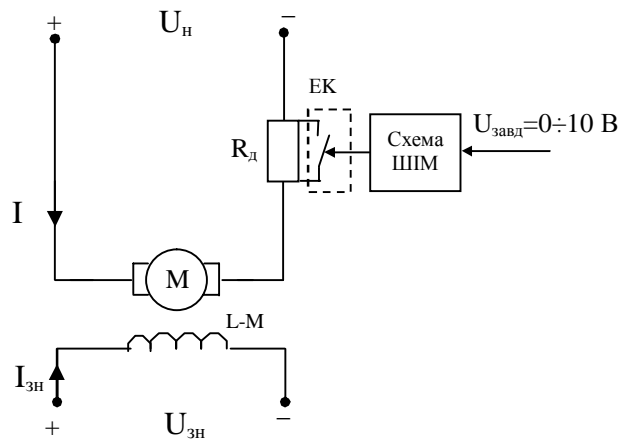 + Uн −
ЕК
Rд
Схема
ШІМ
Uзавд=0÷10 В
I
М
L-М
Iзн
+ Uзн −